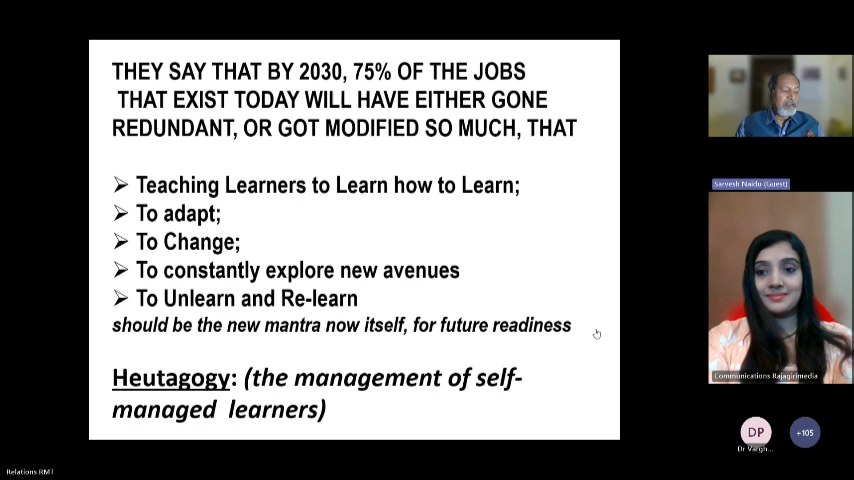 THEY SAY THAT BY 2030, 75% OF THE JOBS
THAT EXIST TODAY WILL HAVE EITHER GONE
REDUNDANT, OR GOT MODIFIED SO MUCH, THAT
➢ Teaching Learners to Learn how to Learn;
➢ To adapt;
➢ To Change;
➢ To constantly explore new avenues
➢ To Unlearn and Re-learn
should be the new mantra now itself, for future readiness
Heutagogy: (the management of self-
managed learners)
Sarvesh Naidu (Guest)
Communications Rajagirimedia
DP
+105
Dr Vargh...
Relations RMT